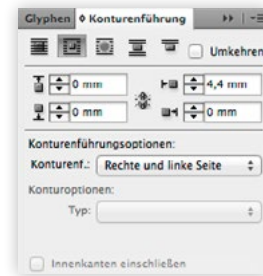 Glyphen Konturenführung
Umkehren
0 mm 4,4 mm
0 mm 0 mm
Konturenführungsoptionen:
Konturenf.: Rechte und linke Seite
Konturoptionen:
Typ:
Innenkanten einschließen